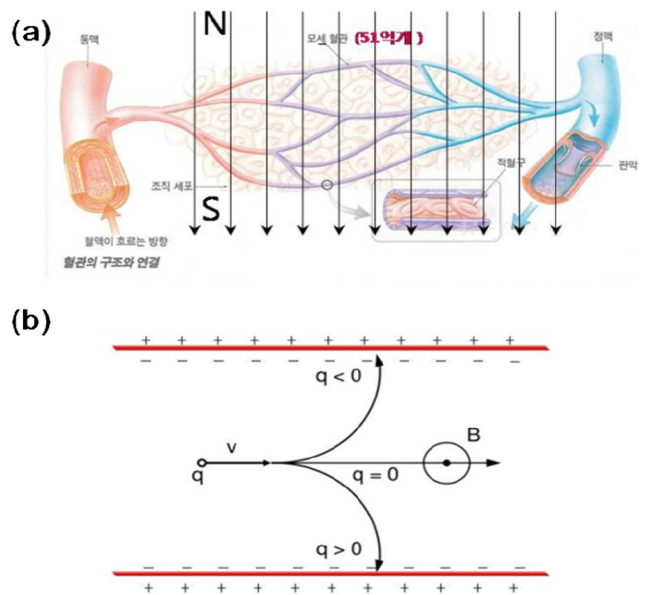 (a)
N
동맥
모세 혈관 (51억개)
정맥
적혈구
판막
조직 세포
S
혈액이 흐르는 방향
혈관의 구조와 연결
(b)
+ + + + + + + + + +
− − − − − − − − − −
q < 0
v
B
q
q = 0
q > 0
− − − − − − − − − −
+ + + + + + + + + +